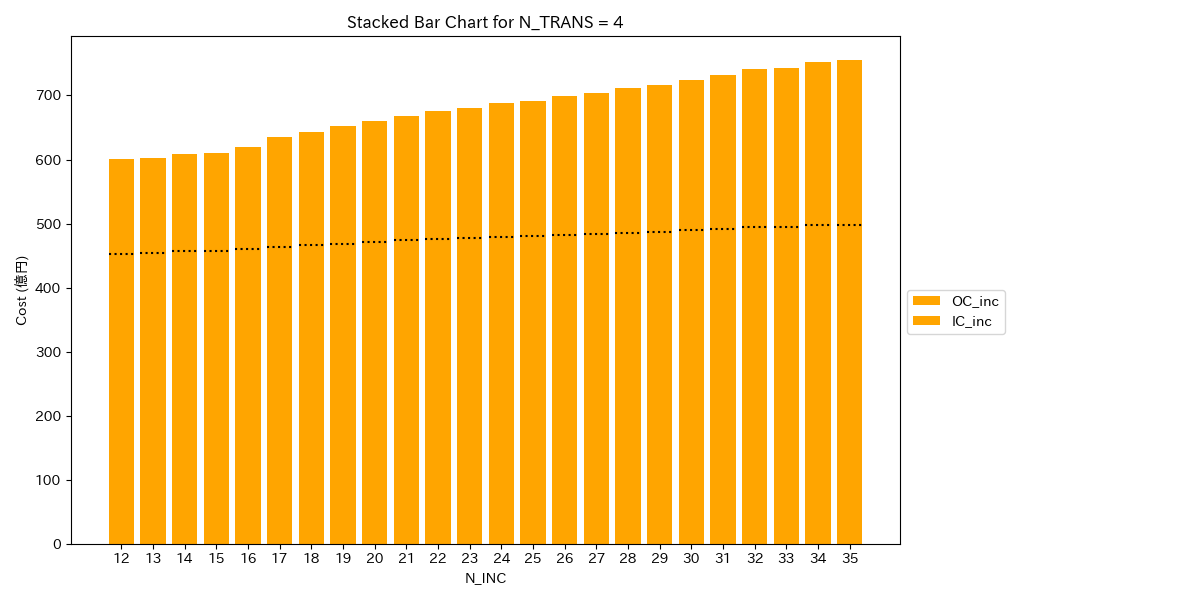 Stacked Bar Chart for N_TRANS = 4
Cost (億円)
700
600
500
400
300
200
100
0
12 13 14 15 16 17 18 19 20 21 22 23 24 25 26 27 28 29 30 31 32 33 34 35
N_INC
OC_inc
IC_inc